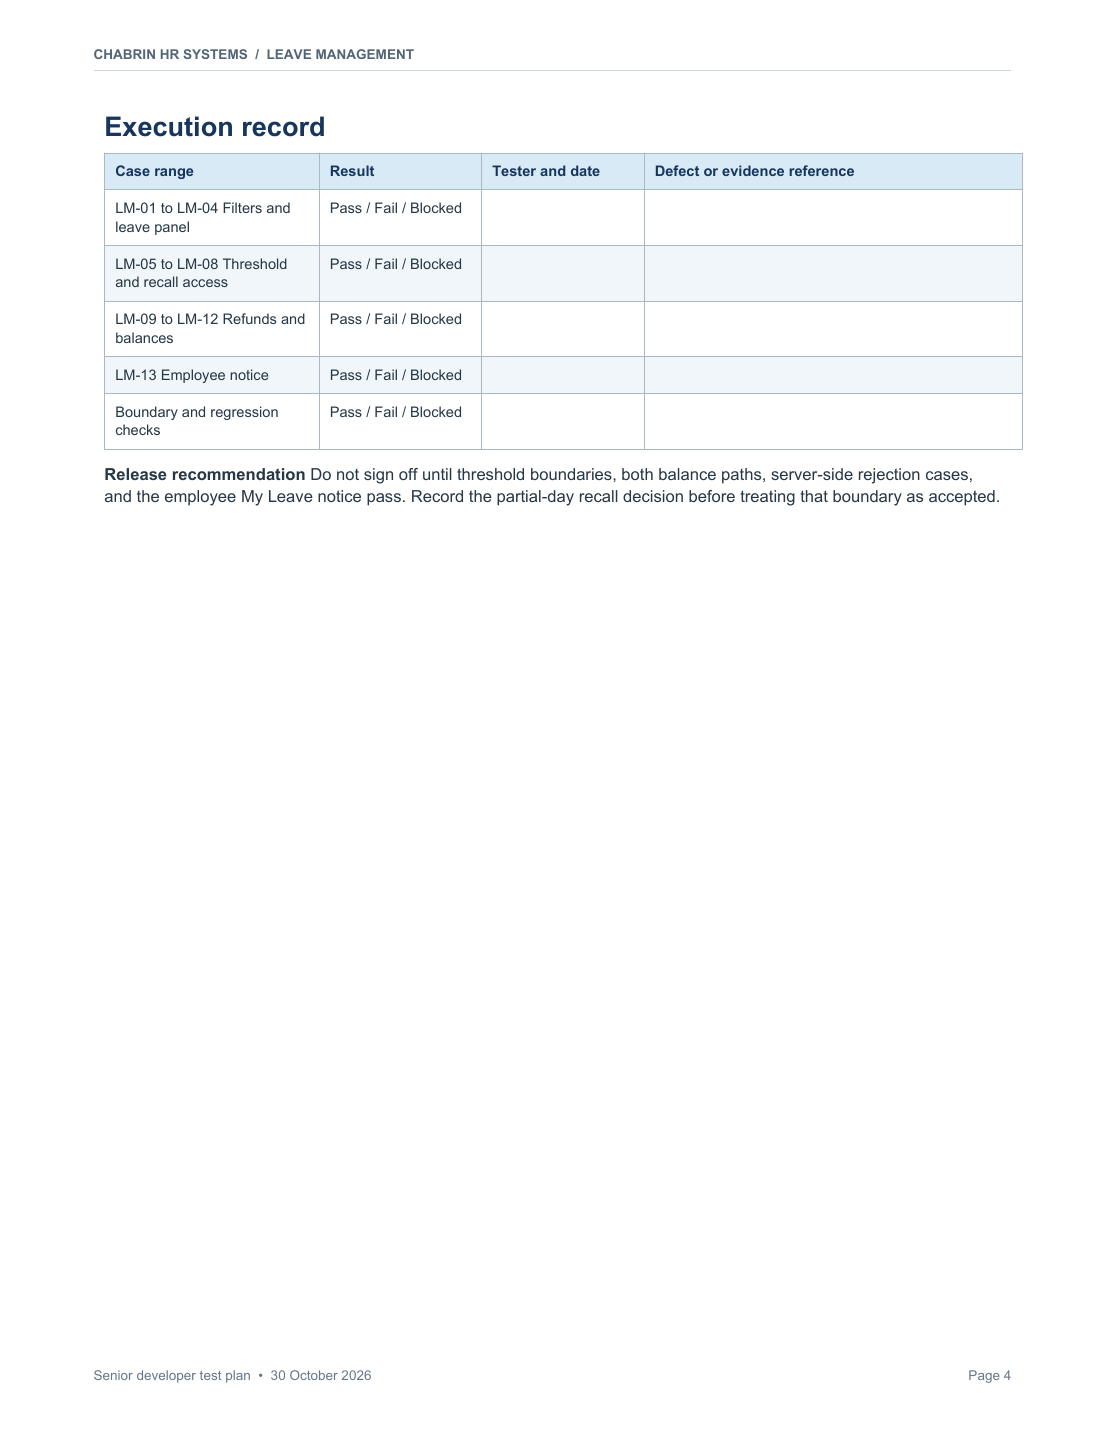 CHABRIN HR SYSTEMS / LEAVE MANAGEMENT
Execution record
Case range Result Tester and date Defect or evidence reference
LM-01 to LM-04 Filters and Pass / Fail / Blocked
leave panel
LM-05 to LM-08 Threshold Pass / Fail / Blocked
and recall access
LM-09 to LM-12 Refunds and Pass / Fail / Blocked
balances
LM-13 Employee notice Pass / Fail / Blocked
Boundary and regression Pass / Fail / Blocked
checks
Release recommendation Do not sign off until threshold boundaries, both balance paths, server-side rejection cases,
and the employee My Leave notice pass. Record the partial-day recall decision before treating that boundary as accepted.
Senior developer test plan • 30 October 2026 Page 4